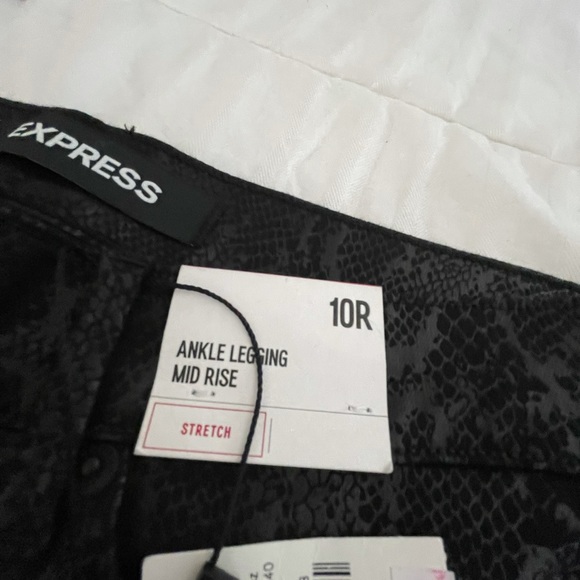 EXPRESS
10R
ANKLE LEGGING
MID RISE
STRETCH